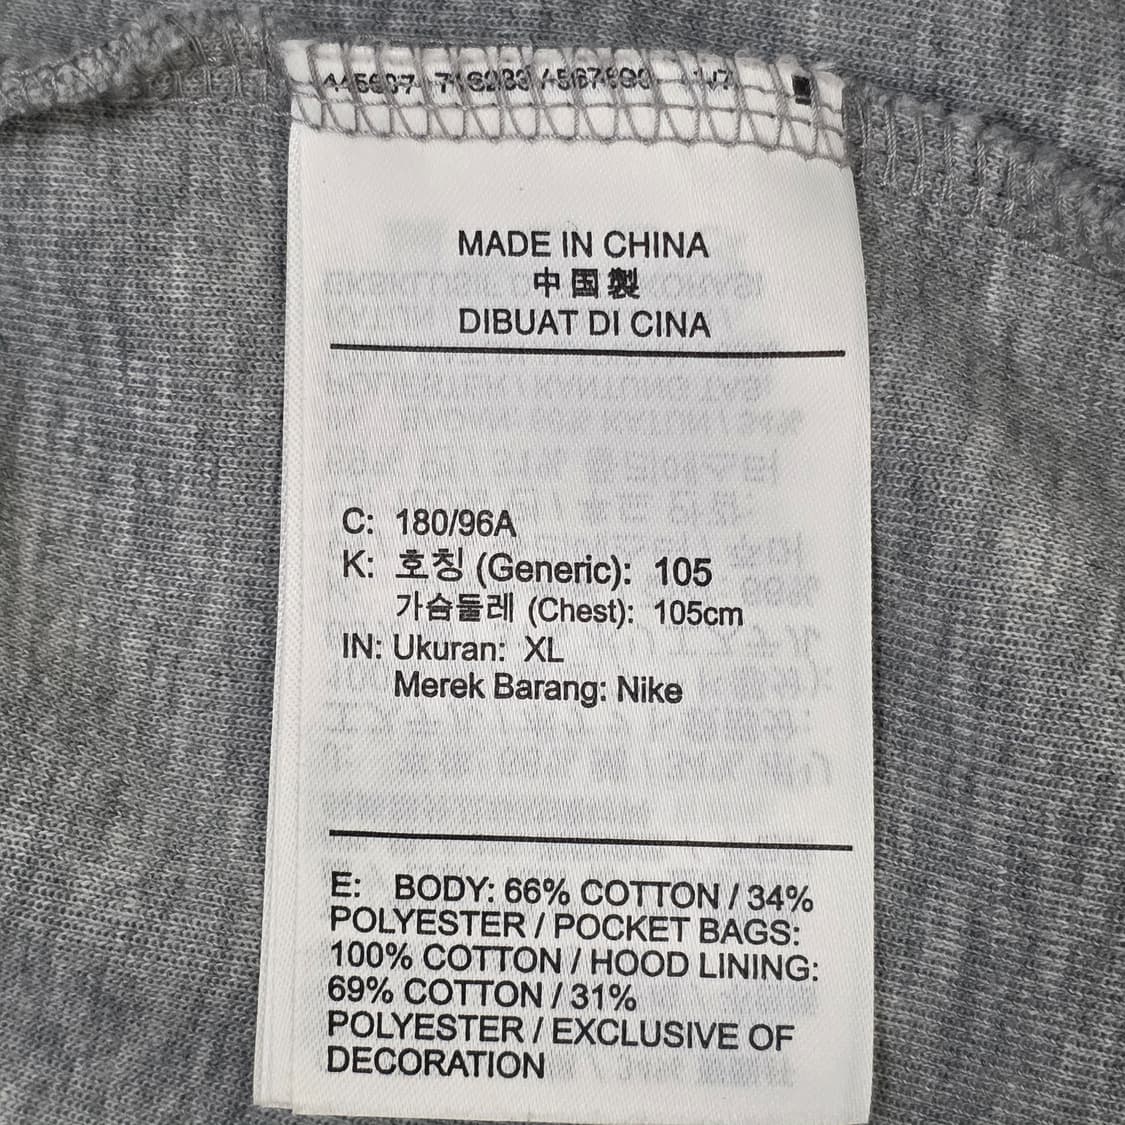 MADE IN CHINA
中国製
DIBUAT DI CINA
C: 180/96A
K: 호칭 (Generic): 105
가슴둘레 (Chest): 105cm
IN: Ukuran: XL
Merek Barang: Nike
E: BODY: 66% COTTON / 34%
POLYESTER / POCKET BAGS:
100% COTTON / HOOD LINING:
69% COTTON / 31%
POLYESTER / EXCLUSIVE OF
DECORATION